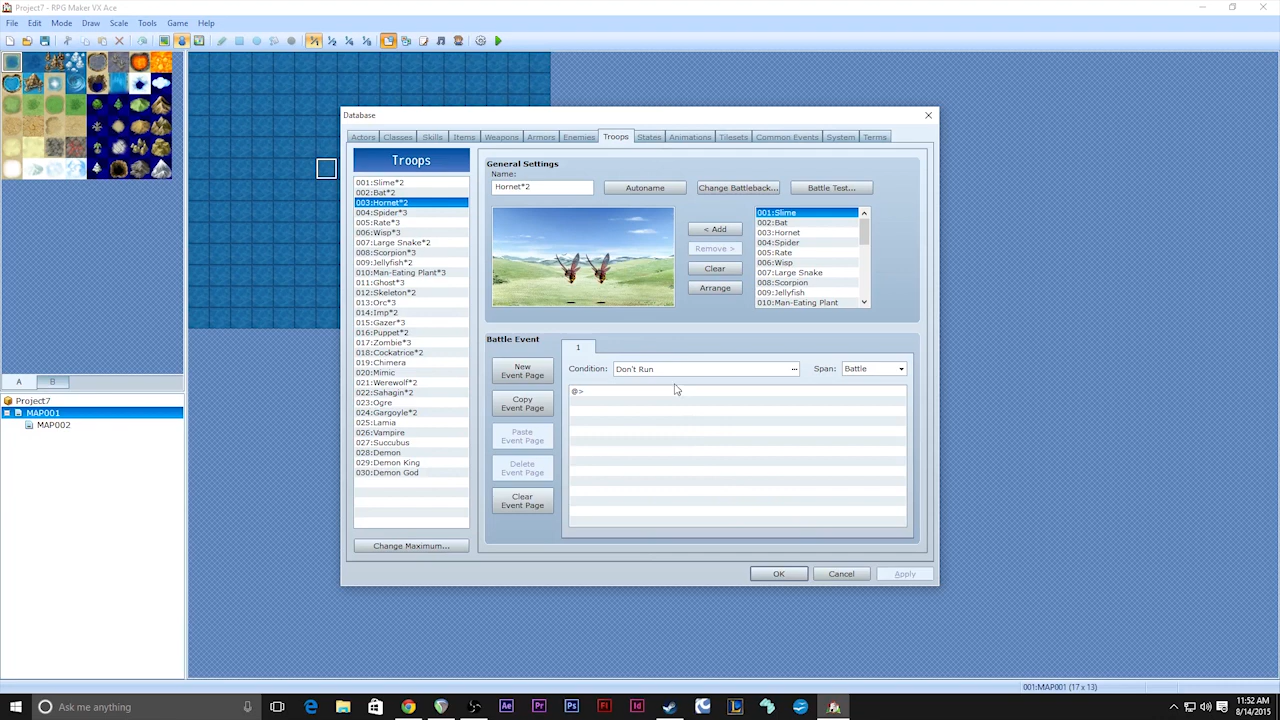 Project7 - RPG Maker VX Ace
File Edit Mode Draw Scale Tools Game Help
Database
Actors Classes Skills Items Weapons Armors Enemies Troops States Animations Tilesets Common Events System Terms
Troops
001:Slime*2
002:Bat*2
003:Hornet*2
004:Spider*3
005:Rate*3
006:Wisp*3
007:Large Snake*2
008:Scorpion*3
009:Jellyfish*2
010:Man-Eating Plant*3
011:Ghost*3
012:Skeleton*2
013:Orc*3
014:Imp*2
015:Gazer*3
016:Puppet*2
017:Zombie*3
018:Cockatrice*2
019:Chimera
020:Mimic
021:Werewolf*2
022:Sahagin*2
023:Ogre
024:Gargoyle*2
025:Lamia
026:Vampire
027:Succubus
028:Demon
029:Demon King
030:Demon God
Change Maximum...
General Settings
Name:
Hornet*2
Autoname
Change Battleback...
Battle Test...
< Add
Remove >
Clear
Arrange
001:Slime
002:Bat
003:Hornet
004:Spider
005:Rate
006:Wisp
007:Large Snake
008:Scorpion
009:Jellyfish
010:Man-Eating Plant
Battle Event
1
New
Event Page
Copy
Event Page
Paste
Event Page
Delete
Event Page
Clear
Event Page
Condition: Don't Run ... Span: Battle
@>
OK Cancel Apply
A B
Project7
MAP001
MAP002
001:MAP001 (17 x 13)
Ask me anything
11:52 AM
8/14/2015